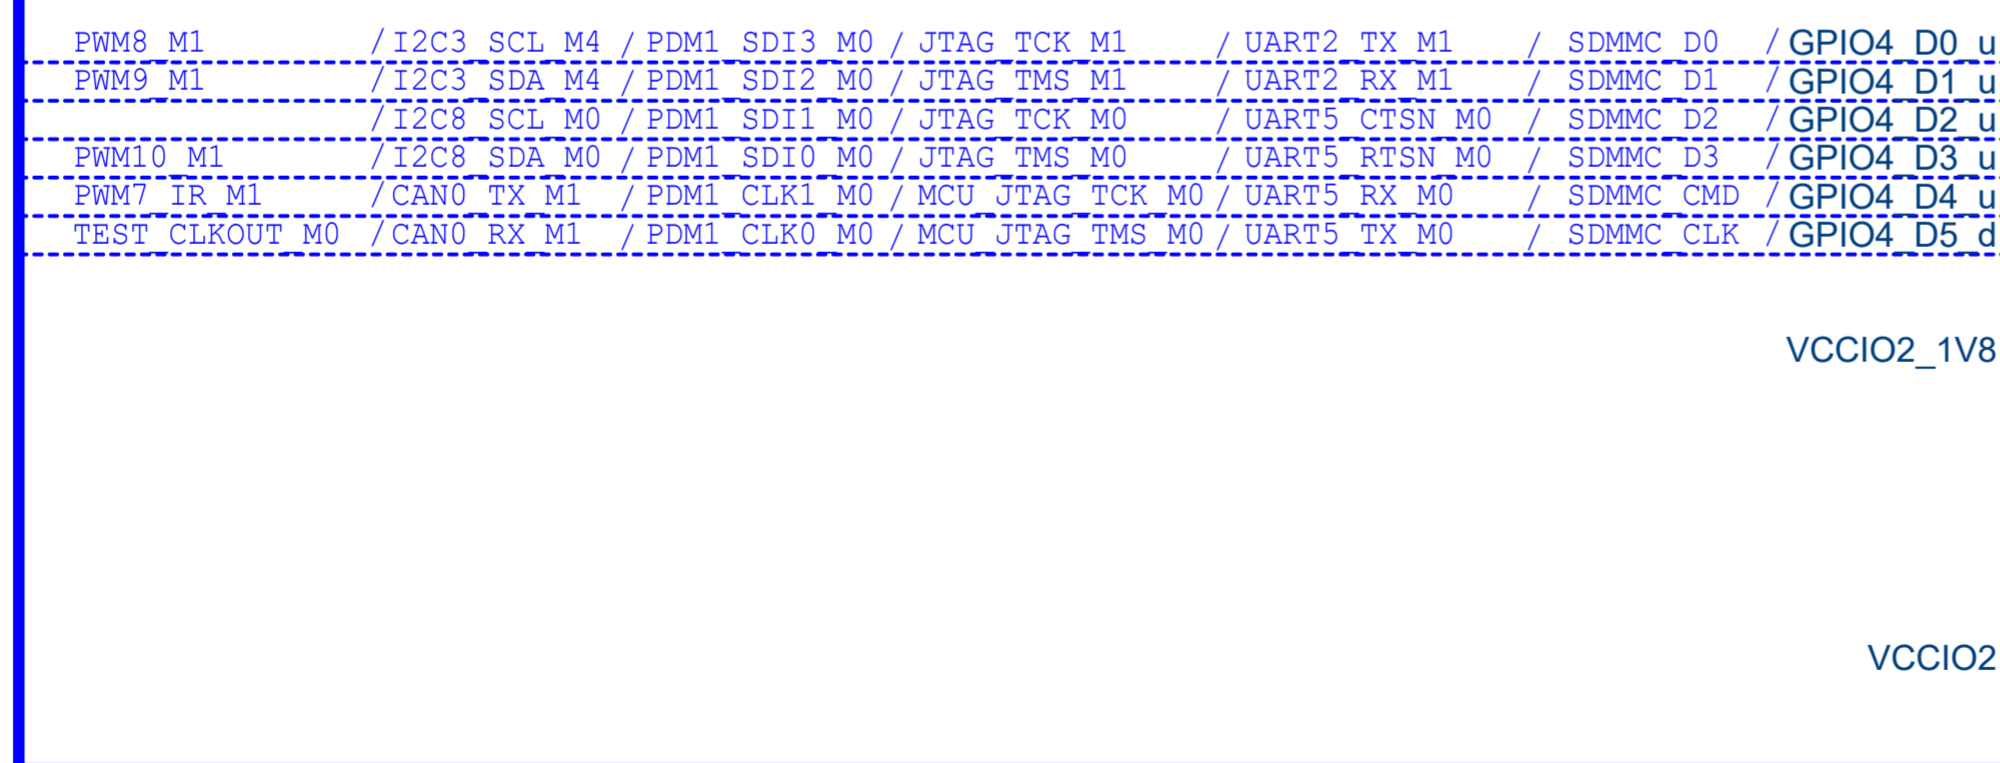 PWM8_M1 /I2C3_SCL_M4 / PDM1_SDI3_M0 / JTAG_TCK_M1 / UART2_TX_M1 / SDMMC_D0 / GPIO4_D0_u
PWM9_M1 /I2C3_SDA_M4 / PDM1_SDI2_M0 / JTAG_TMS_M1 / UART2_RX_M1 / SDMMC_D1 / GPIO4_D1_u
/I2C8_SCL_M0 / PDM1_SDI1_M0 / JTAG_TCK_M0 / UART5_CTSN_M0 / SDMMC_D2 / GPIO4_D2_u
PWM10_M1 /I2C8_SDA_M0 / PDM1_SDI0_M0 / JTAG_TMS_M0 / UART5_RTSN_M0 / SDMMC_D3 / GPIO4_D3_u
PWM7_IR_M1 /CAN0_TX_M1 / PDM1_CLK1_M0 / MCU_JTAG_TCK_M0 / UART5_RX_M0 / SDMMC_CMD / GPIO4_D4_u
TEST_CLKOUT_M0 /CAN0_RX_M1 / PDM1_CLK0_M0 / MCU_JTAG_TMS_M0 / UART5_TX_M0 / SDMMC_CLK / GPIO4_D5_d
VCCIO2_1V8
VCCIO2